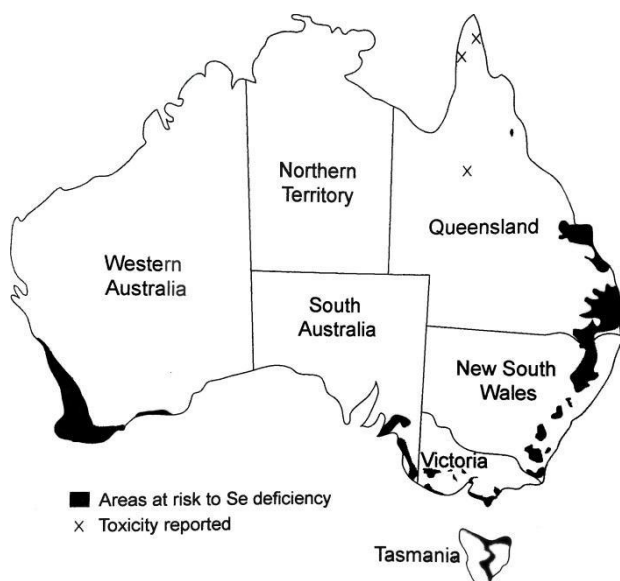 Northern
Territory
Queensland
Western
Australia
South
Australia
New South
Wales
Victoria
Areas at risk to Se deficiency
× Toxicity reported
Tasmania